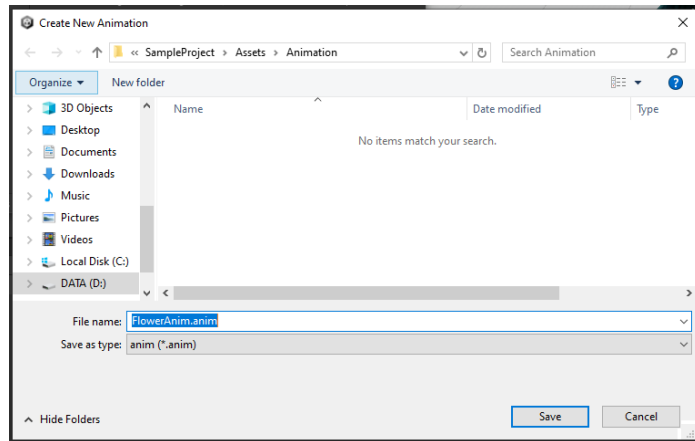 Create New Animation
« SampleProject > Assets > Animation
Search Animation
Organize
New folder
?
Name
Date modified
Type
No items match your search.
3D Objects
Desktop
Documents
Downloads
Music
Pictures
Videos
Local Disk (C:)
DATA (D:)
File name: FlowerAnim.anim
Save as type: anim (*.anim)
Hide Folders
Save
Cancel